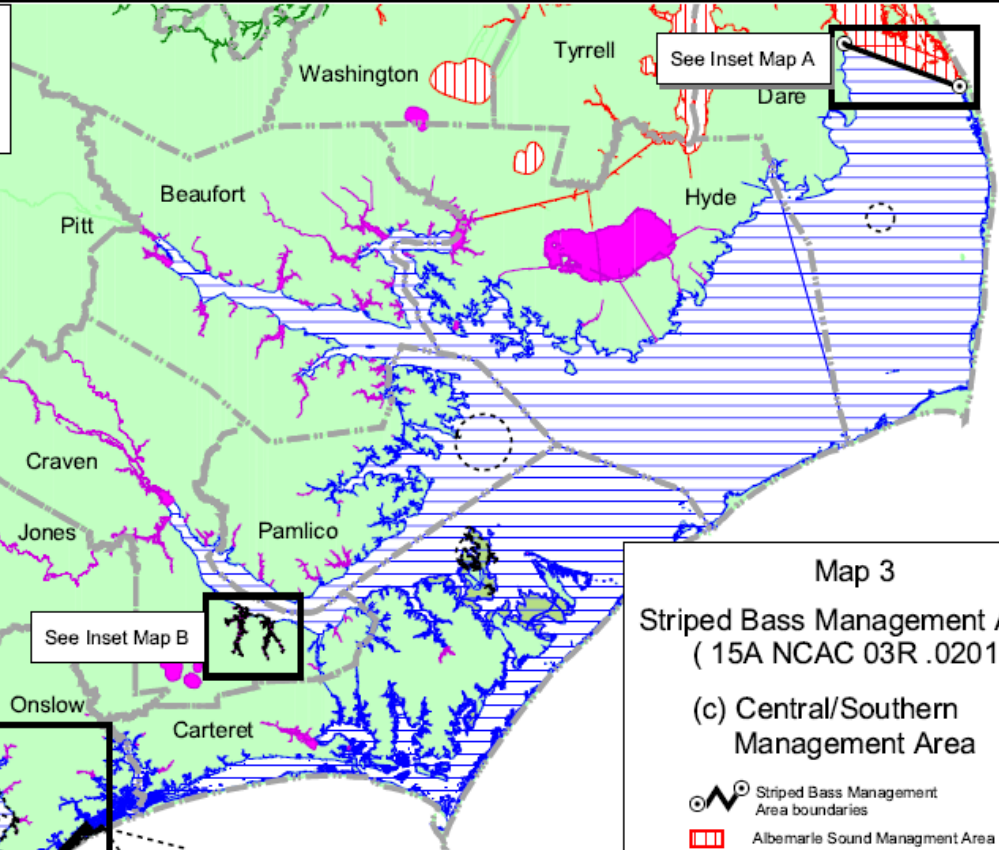 Washington
Tyrrell
See Inset Map A
Dare
Beaufort
Hyde
Pitt
Craven
Jones
Pamlico
See Inset Map B
Onslow
Carteret
Map 3
Striped Bass Management A
( 15A NCAC 03R .0201
(c) Central/Southern
Management Area
Striped Bass Management
Area boundaries
Albemarle Sound Managment Area